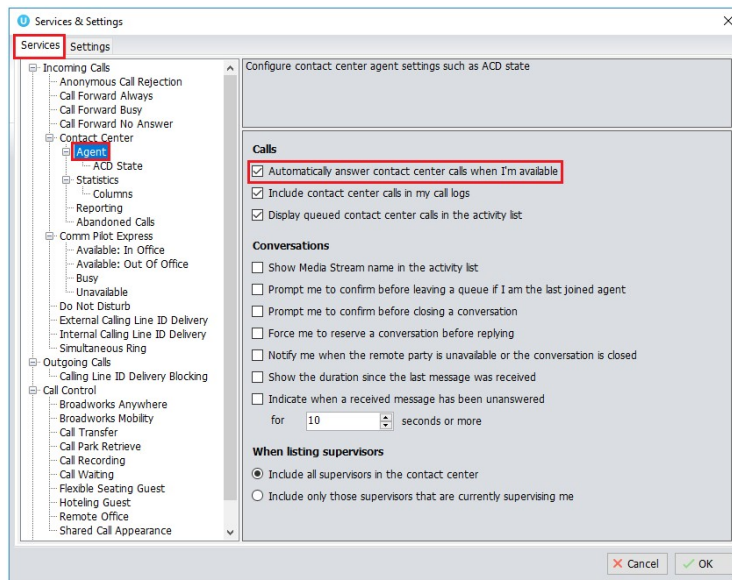 Services & Settings
Services Settings
Incoming Calls
Anonymous Call Rejection
Call Forward Always
Call Forward Busy
Call Forward No Answer
Contact Center
Agent
ACD State
Statistics
Columns
Reporting
Abandoned Calls
Comm Pilot Express
Available: In Office
Available: Out Of Office
Busy
Unavailable
Do Not Disturb
External Calling Line ID Delivery
Internal Calling Line ID Delivery
Simultaneous Ring
Outgoing Calls
Calling Line ID Delivery Blocking
Call Control
Broadworks Anywhere
Broadworks Mobility
Call Transfer
Call Park Retrieve
Call Recording
Call Waiting
Flexible Seating Guest
Hoteling Guest
Remote Office
Shared Call Appearance
Configure contact center agent settings such as ACD state
Calls
Automatically answer contact center calls when I'm available
Include contact center calls in my call logs
Display queued contact center calls in the activity list
Conversations
Show Media Stream name in the activity list
Prompt me to confirm before leaving a queue if I am the last joined agent
Prompt me to confirm before closing a conversation
Force me to reserve a conversation before replying
Notify me when the remote party is unavailable or the conversation is closed
Show the duration since the last message was received
Indicate when a received message has been unanswered
for 10 seconds or more
When listing supervisors
Include all supervisors in the contact center
Include only those supervisors that are currently supervising me
Cancel OK